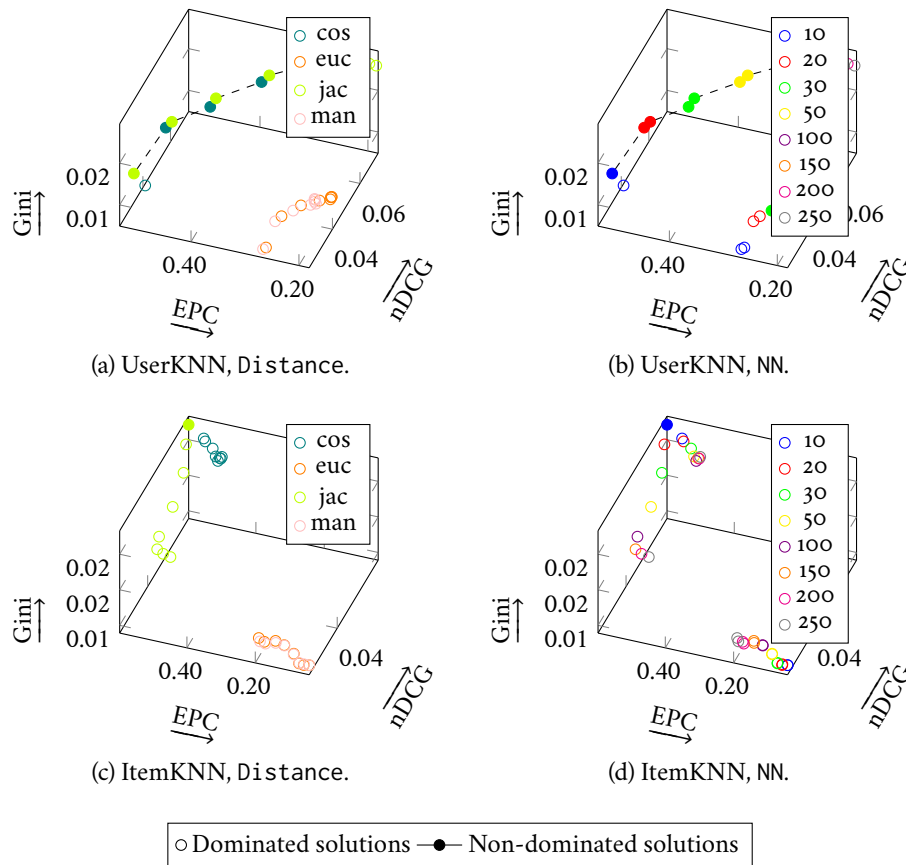 cos
euc
jac
man
0.02
0.01
Gini
0.40
0.20
EPC
0.04
0.06
nDCG
(a) UserKNN, Distance.
10
20
30
50
100
150
200
250
0.02
0.01
Gini
0.40
0.20
EPC
0.04
0.06
nDCG
(b) UserKNN, NN.
cos
euc
jac
man
0.02
0.02
0.01
Gini
0.40
0.20
EPC
0.04
nDCG
(c) ItemKNN, Distance.
10
20
30
50
100
150
200
250
0.02
0.02
0.01
Gini
0.40
0.20
EPC
0.04
nDCG
(d) ItemKNN, NN.
Dominated solutions Non-dominated solutions